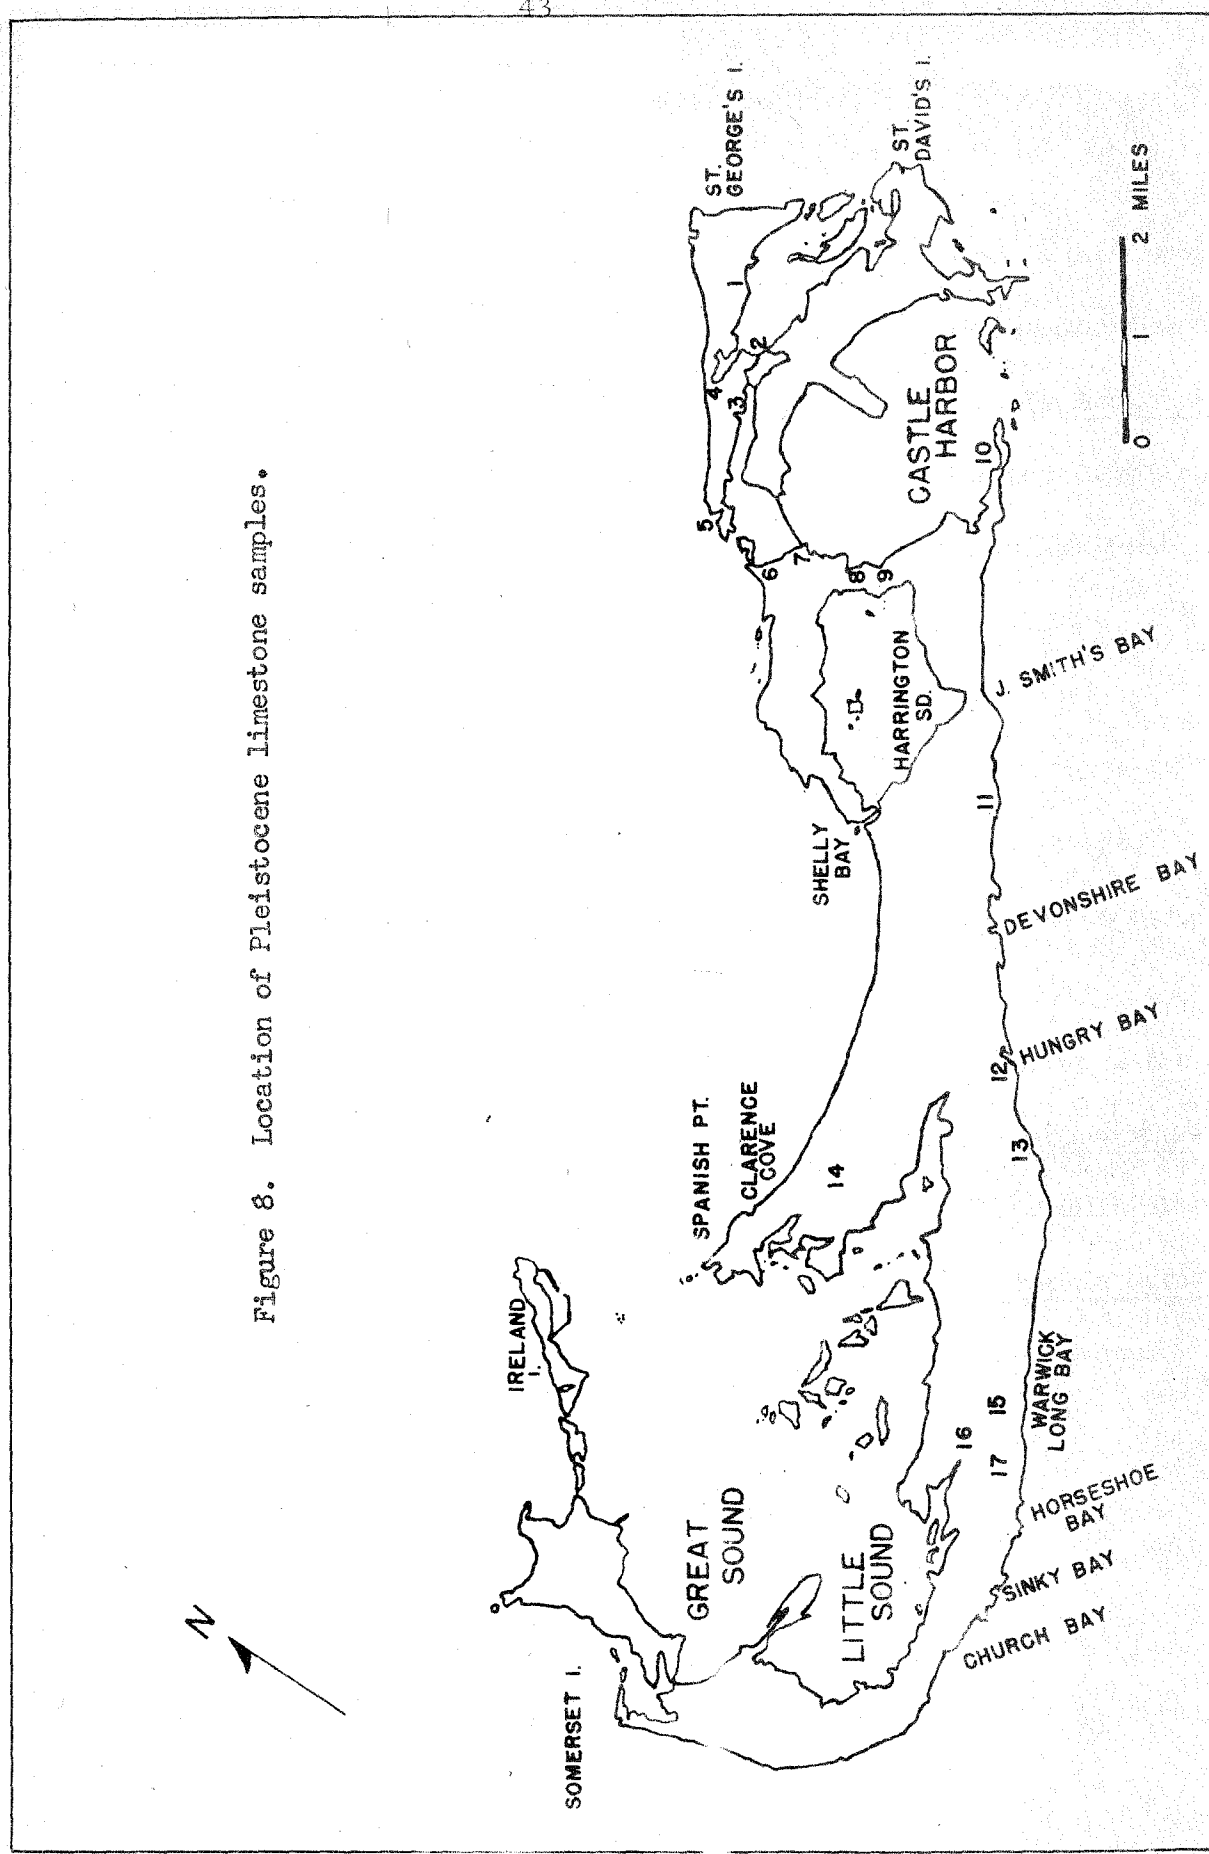 43
Figure 8. Location of Pleistocene limestone samples.
N
SOMERSET I.
IRELAND
I.
GREAT
SOUND
LITTLE
SOUND
SPANISH PT.
CLARENCE
COVE
SHELLY
BAY
HARRINGTON
SD.
CASTLE
HARBOR
ST.
GEORGE'S I.
ST.
DAVID'S I.
1
2
3
4
5
6
7
8
9
10
11
12
13
14
15
16
17
CHURCH BAY
SINKY BAY
HORSESHOE
BAY
WARWICK
LONG BAY
HUNGRY BAY
DEVONSHIRE BAY
J. SMITH'S BAY
0 1 2 MILES